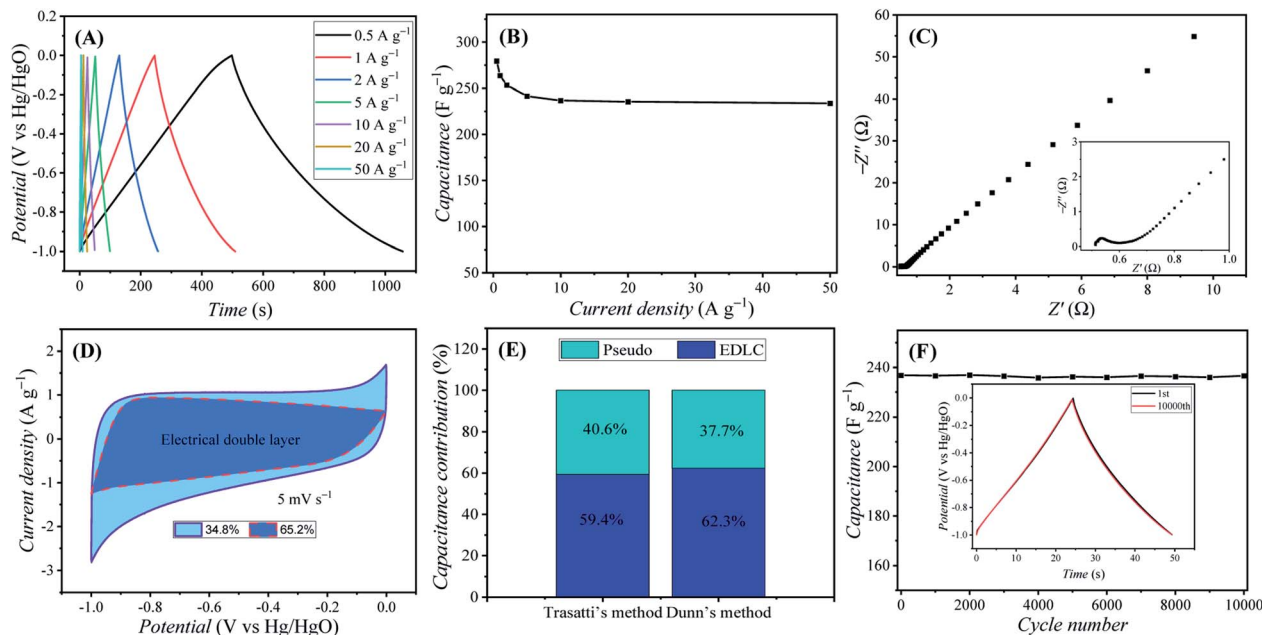 (A)
0.5 A g⁻¹
1 A g⁻¹
2 A g⁻¹
5 A g⁻¹
10 A g⁻¹
20 A g⁻¹
50 A g⁻¹
0.0
-0.2
-0.4
-0.6
-0.8
-1.0
Potential (V vs Hg/HgO)
0 200 400 600 800 1000
Time (s)
(B)
350
300
250
200
150
100
50
Capacitance (F g⁻¹)
0 10 20 30 40 50
Current density (A g⁻¹)
(C)
−60
50
40
30
20
10
0
−Z″ (Ω)
2 4 6 8 10
Z′ (Ω)
3
2
1
0
−Z″ (Ω)
0.6 0.8 1.0
Z′ (Ω)
(D)
2
1
0
-1
-2
-3
Current density (A g⁻¹)
Electrical double layer
5 mV s⁻¹
34.8% 65.2%
-1.0 -0.8 -0.6 -0.4 -0.2 0.0
Potential (V vs Hg/HgO)
(E)
Pseudo EDLC
120
100
80
60
40
20
0
Capacitance contribution (%)
40.6% 37.7%
59.4% 62.3%
Trasatti's method Dunn's method
(F)
240
220
200
180
160
Capacitance (F g⁻¹)
0 2000 4000 6000 8000 10000
Cycle number
1st
10000th
0.0
-0.2
-0.4
-0.6
-0.8
-1.0
Potential (V vs Hg/HgO)
0 10 20 30 40 50
Time (s)